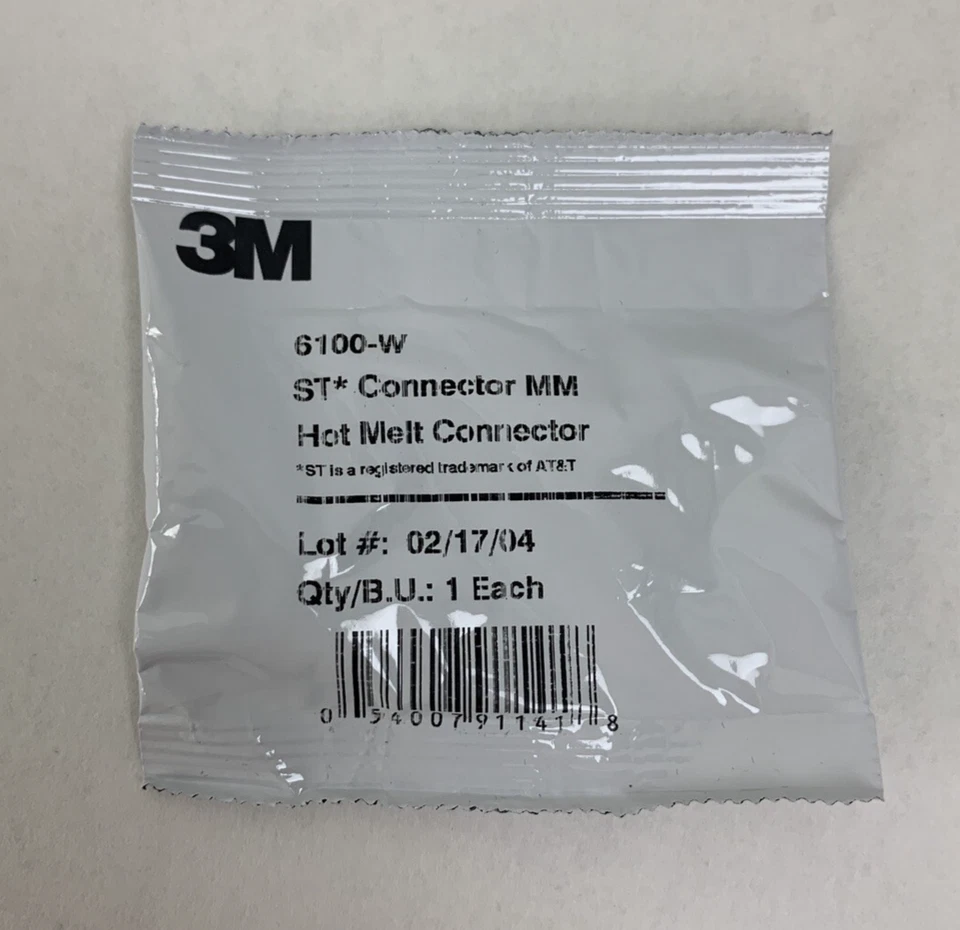 3M
6100-W
ST* Connector MM
Hot Melt Connector
*ST is a registered trademark of AT&T
Lot #: 02/17/04
Qty/B.U.: 1 Each
0 54007 91141 8